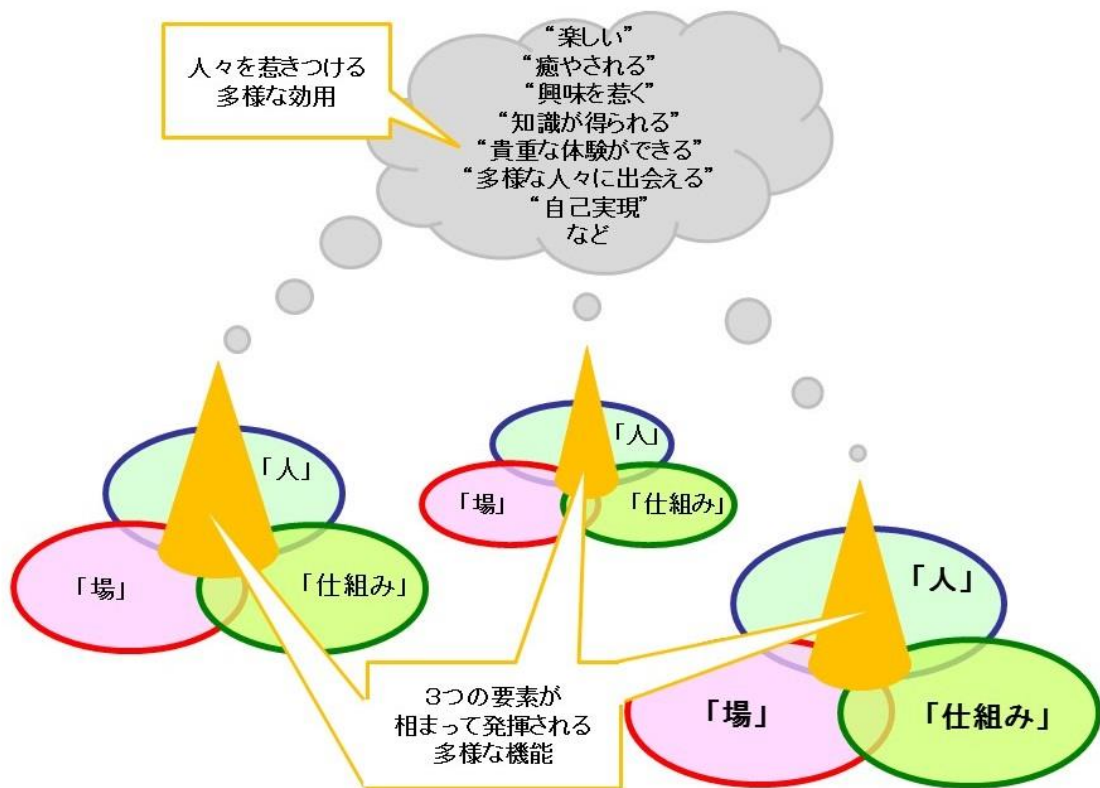 人々を惹きつける
多様な効用
“楽しい”
“癒やされる”
“興味を惹く”
“知識が得られる”
“貴重な体験ができる”
“多様な人々に出会える”
“自己実現”
など
「人」
「場」
「仕組み」
「人」
「場」
「仕組み」
「人」
「場」
「仕組み」
３つの要素が
相まって発揮される
多様な機能